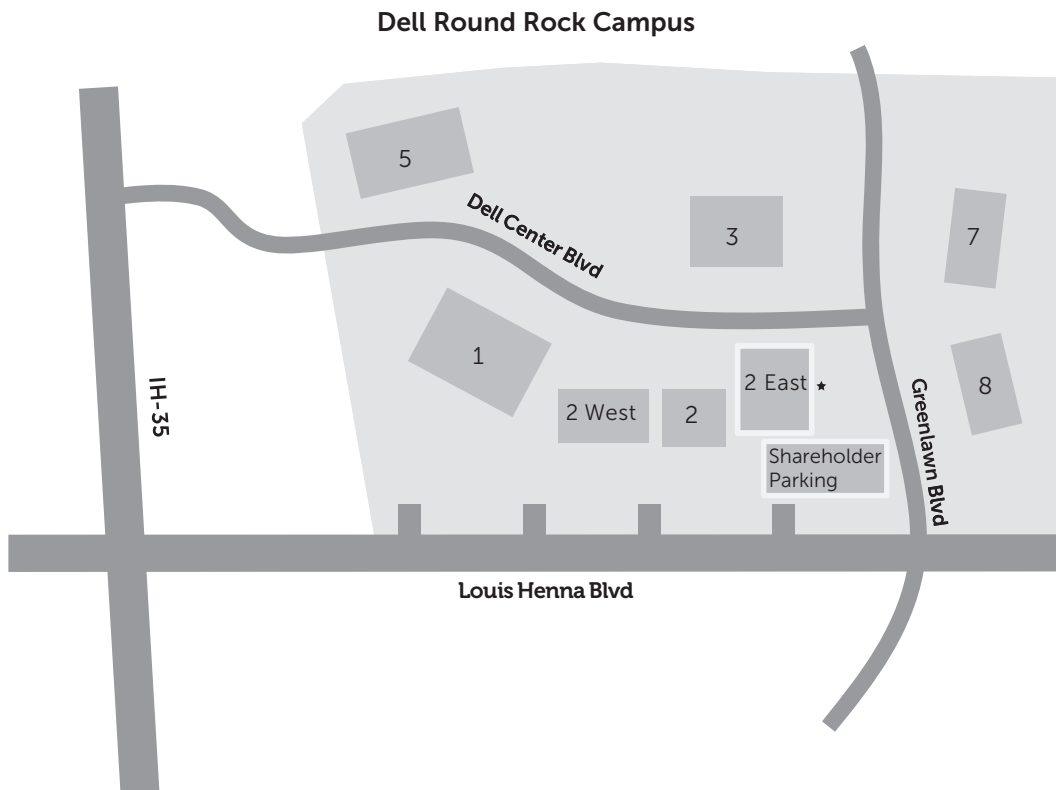 Dell Round Rock Campus
5
Dell Center Blvd
3
7
1
2 East
8
IH-35
2 West
2
Greenlawn Blvd
Shareholder
Parking
Louis Henna Blvd